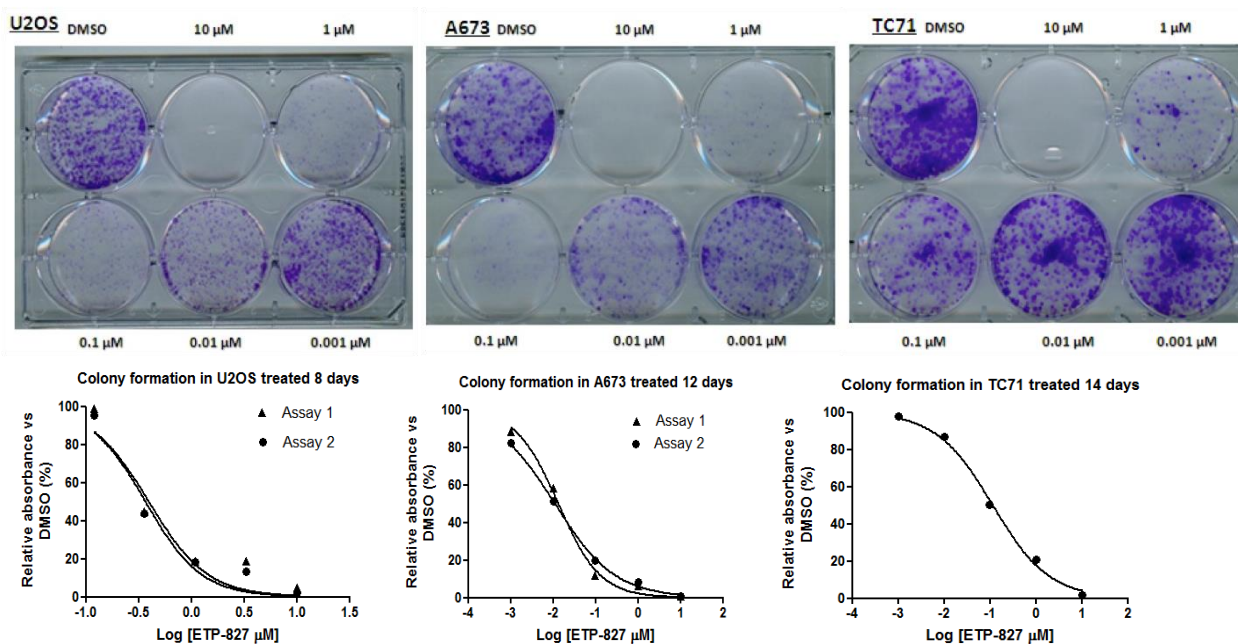 U2OS DMSO 10 µM 1 µM
A673 DMSO 10 µM 1 µM
TC71 DMSO 10 µM 1 µM
0.1 µM 0.01 µM 0.001 µM
0.1 µM 0.01 µM 0.001 µM
0.1 µM 0.01 µM 0.001 µM
Colony formation in U2OS treated 8 days
Relative absorbance vs
DMSO (%)
100
80
60
40
20
0
Assay 1
Assay 2
-1.0 -0.5 0.0 0.5 1.0 1.5
Log [ETP-827 µM]
Colony formation in A673 treated 12 days
Relative absorbance vs
DMSO (%)
100
80
60
40
20
0
Assay 1
Assay 2
-4 -3 -2 -1 0 1 2
Log [ETP-827 µM]
Colony formation in TC71 treated 14 days
Relative absorbance vs
DMSO (%)
100
80
60
40
20
0
-4 -3 -2 -1 0 1 2
Log [ETP-827 µM]